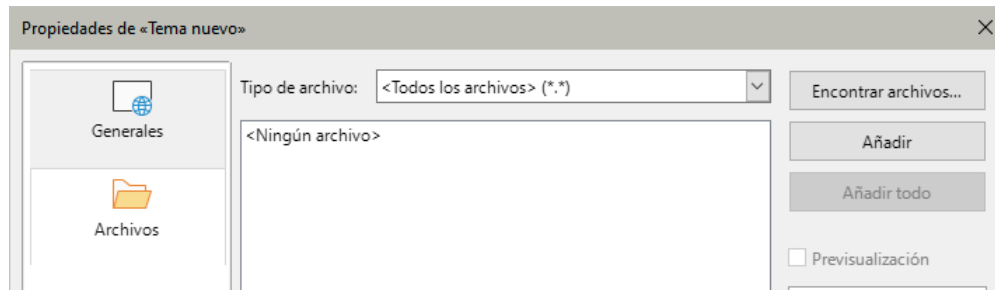 Propiedades de «Tema nuevo»
Generales
Archivos
Tipo de archivo: <Todos los archivos> (*.*)
<Ningún archivo>
Encontrar archivos...
Añadir
Añadir todo
Previsualización